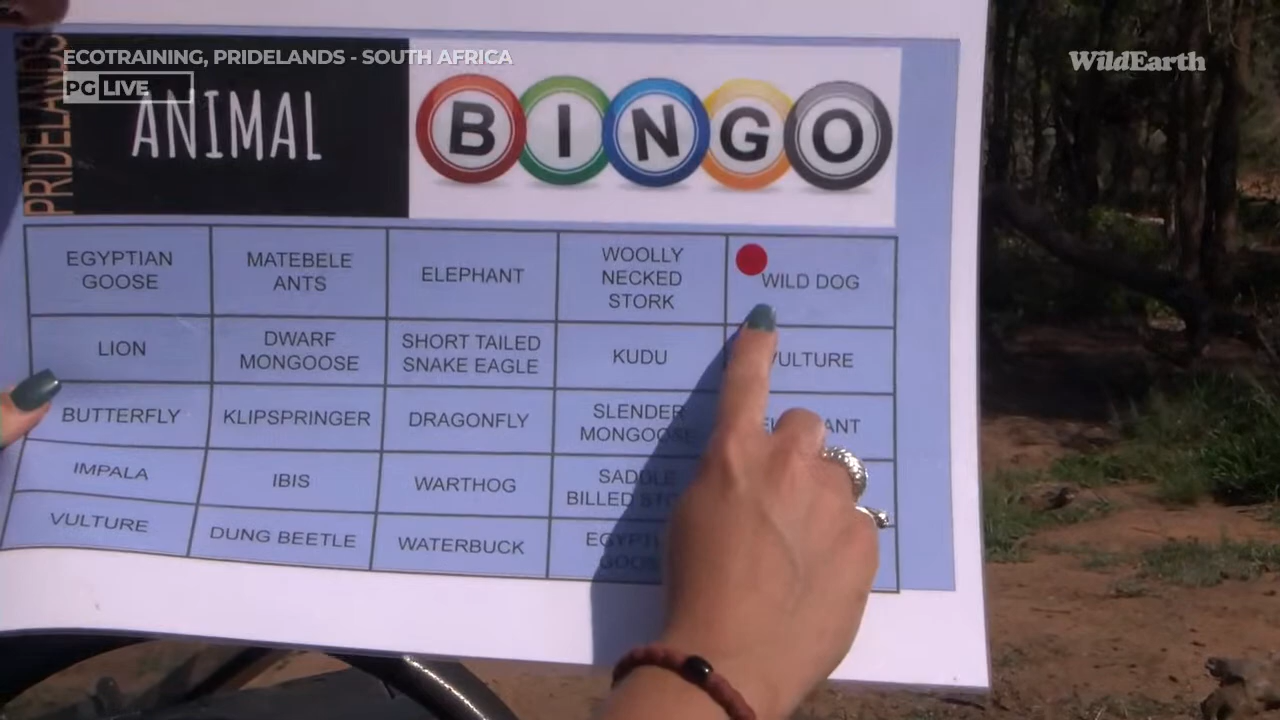 ECOTRAINING, PRIDELANDS - SOUTH AFRICA
PG LIVE
WildEarth
PRIDELANDS
ANIMAL
BINGO
EGYPTIAN
GOOSE
MATEBELE
ANTS
ELEPHANT
WOOLLY
NECKED
STORK
WILD DOG
LION
DWARF
MONGOOSE
SHORT TAILED
SNAKE EAGLE
KUDU
VULTURE
BUTTERFLY
KLIPSPRINGER
DRAGONFLY
SLENDER
MONGOOSE
IMPALA
IBIS
WARTHOG
SADDLE
BILLED
VULTURE
DUNG BEETLE
WATERBUCK